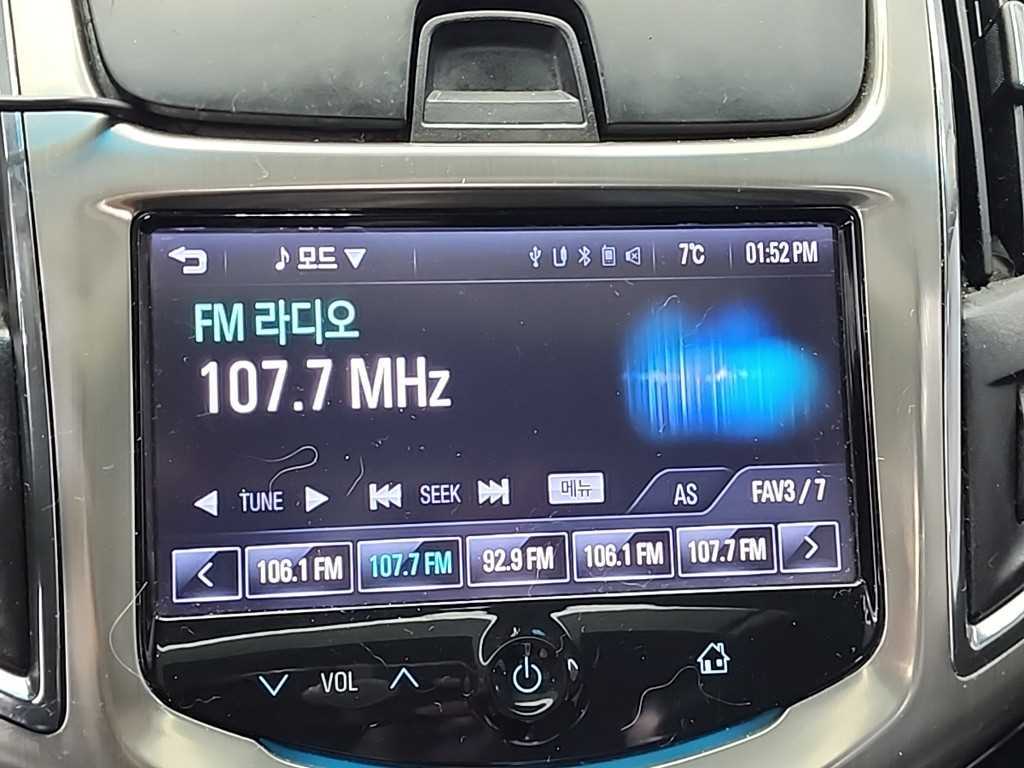 모드 7℃ 01:52 PM
FM 라디오
107.7 MHz
TUNE SEEK 메뉴 AS FAV3 / 7
106.1 FM 107.7 FM 92.9 FM 106.1 FM 107.7 FM
VOL